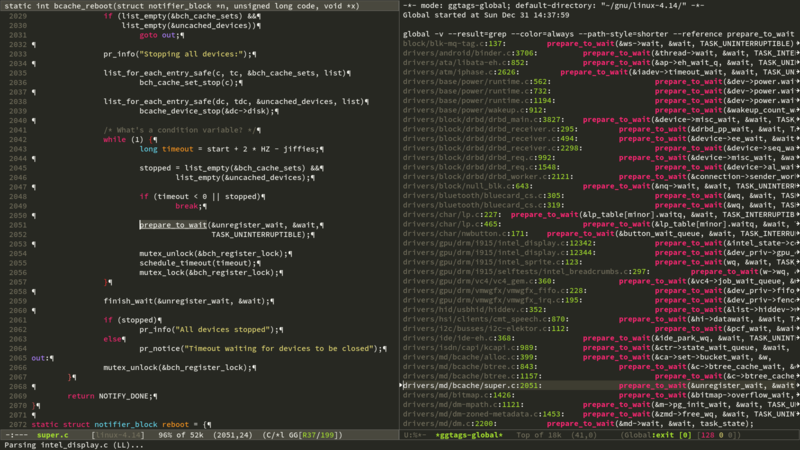 static int bcache_reboot(struct notifier_block *n, unsigned long code, void *x)
2029 if (list_empty(&bch_cache_sets) &&¶
2030 list_empty(&uncached_devices))¶
2031 goto out;¶
2032 ¶
2033 pr_info("Stopping all devices:");¶
2034 ¶
2035 list_for_each_entry_safe(c, tc, &bch_cache_sets, list)¶
2036 bch_cache_set_stop(c);¶
2037 ¶
2038 list_for_each_entry_safe(dc, tdc, &uncached_devices, list)¶
2039 bcache_device_stop(&dc->disk);¶
2040 ¶
2041 /* What's a condition variable? */¶
2042 while (1) {¶
2043 long timeout = start + 2 * HZ - jiffies;¶
2044 ¶
2045 stopped = list_empty(&bch_cache_sets) &&¶
2046 list_empty(&uncached_devices);¶
2047 ¶
2048 if (timeout < 0 || stopped)¶
2049 break;¶
2050 ¶
2051 prepare_to_wait(&unregister_wait, &wait,¶
2052 TASK_UNINTERRUPTIBLE);¶
2053 ¶
2054 mutex_unlock(&bch_register_lock);¶
2055 schedule_timeout(timeout);¶
2056 mutex_lock(&bch_register_lock);¶
2057 }¶
2058 ¶
2059 finish_wait(&unregister_wait, &wait);¶
2060 ¶
2061 if (stopped)¶
2062 pr_info("All devices stopped");¶
2063 else¶
2064 pr_notice("Timeout waiting for devices to be closed");¶
2065 out:¶
2066 mutex_unlock(&bch_register_lock);¶
2067 }¶
2068 ¶
2069 return NOTIFY_DONE;¶
2070 }¶
2071 ¶
2072 static struct notifier_block reboot = {¶
-:--- super.c [linux-4.14] 96% of 52k (2051,24) (C/*l GG[R37/199])
-*- mode: ggtags-global; default-directory: "~/gnu/linux-4.14/" -*-
Global started at Sun Dec 31 14:37:59
global -v --result=grep --color=always --path-style=shorter --reference prepare_to_wait
block/blk-mq-tag.c:137: prepare_to_wait(&ws->wait, &wait, TASK_UNINTERRUPTIBLE)
drivers/android/binder.c:3706: prepare_to_wait(&thread->wait, &wait, TASK_I
drivers/ata/libata-eh.c:852: prepare_to_wait(&ap->eh_wait_q, &wait, TASK_U
drivers/atm/iphase.c:2626: prepare_to_wait(&iadev->timeout_wait, &wait, TASK_UN
drivers/base/power/runtime.c:562: prepare_to_wait(&dev->power.wai
drivers/base/power/runtime.c:732: prepare_to_wait(&dev->power.wai
drivers/base/power/runtime.c:1194: prepare_to_wait(&dev->power.wai
drivers/base/power/wakeup.c:912: prepare_to_wait(&wakeup_count_w
drivers/block/drbd/drbd_main.c:3827: prepare_to_wait(&device->misc_wait, &wait, TASK
drivers/block/drbd/drbd_receiver.c:295: prepare_to_wait(&drbd_pp_wait, &wait, TASK_I
drivers/block/drbd/drbd_receiver.c:494: prepare_to_wait(&device->ee_wait, &w
drivers/block/drbd/drbd_receiver.c:2298: prepare_to_wait(&device->seq_wa
drivers/block/drbd/drbd_req.c:992: prepare_to_wait(&device->misc_wait, &wa
drivers/block/drbd/drbd_req.c:1548: prepare_to_wait(&device->al_wai
drivers/block/drbd/drbd_worker.c:2121: prepare_to_wait(&connection->sender_wor
drivers/block/null_blk.c:643: prepare_to_wait(&nq->wait, &wait, TASK_UNINTERR
drivers/bluetooth/bluecard_cs.c:305: prepare_to_wait(&wq, &wait, TASK_UN
drivers/bluetooth/bluecard_cs.c:319: prepare_to_wait(&wq, &wait, TASK_UN
drivers/char/lp.c:227: prepare_to_wait(&lp_table[minor].waitq, &wait, TASK_INT
drivers/char/lp.c:465: prepare_to_wait(&lp_table[minor].waitq, &wait,
drivers/char/nwbutton.c:171: prepare_to_wait(&button_wait_queue, &wait, TASK
drivers/gpu/drm/i915/intel_display.c:12342: prepare_to_wait(&intel_state->c
drivers/gpu/drm/i915/intel_display.c:12344: prepare_to_wait(&dev_priv->gpu_
drivers/gpu/drm/i915/intel_sprite.c:123: prepare_to_wait(wq, &wait, TASK_UNI
drivers/gpu/drm/i915/selftests/intel_breadcrumbs.c:297: prepare_to_wait(w->wq, 
drivers/gpu/drm/vc4/vc4_gem.c:360: prepare_to_wait(&vc4->job_wait_queue, &wait,
drivers/gpu/drm/vmwgfx/vmwgfx_fifo.c:228: prepare_to_wait(&dev_priv->fifo
drivers/gpu/drm/vmwgfx/vmwgfx_irq.c:195: prepare_to_wait(&dev_priv->fenc
drivers/hid/usbhid/hiddev.c:352: prepare_to_wait(&list->hiddev->
drivers/hsi/clients/cmt_speech.c:870: prepare_to_wait(&hi->datawait, &wait, T
drivers/i2c/busses/i2c-elektor.c:112: prepare_to_wait(&pcf_wait, &wai
drivers/ide/ide-eh.c:368: prepare_to_wait(&ide_park_wq, &wait, TASK_UNINT
drivers/isdn/capi/kcapi.c:989: prepare_to_wait(&ctr->state_wait_queue, &wait,
drivers/md/bcache/alloc.c:399: prepare_to_wait(&ca->set->bucket_wait, &w,
drivers/md/bcache/btree.c:843: prepare_to_wait(&c->btree_cache_wait, &
drivers/md/bcache/btree.c:1157: prepare_to_wait(&c->btree_cache
drivers/md/bcache/super.c:2051: prepare_to_wait(&unregister_wait, &wait
drivers/md/bitmap.c:1426: prepare_to_wait(&bitmap->overflow_wait,
drivers/md/dm-mpath.c:1121: prepare_to_wait(&m->pg_init_wait, &wait, TASK_U
drivers/md/dm-zoned-metadata.c:1453: prepare_to_wait(&zmd->free_wq, &wait, TASK_UNIN
drivers/md/dm.c:2200: prepare_to_wait(&md->wait, &wait, task_state);
U:%*- *ggtags-global* Top of 18k (41,0) (Global:exit [0] [128 0 0])
Parsing intel_display.c (LL)...